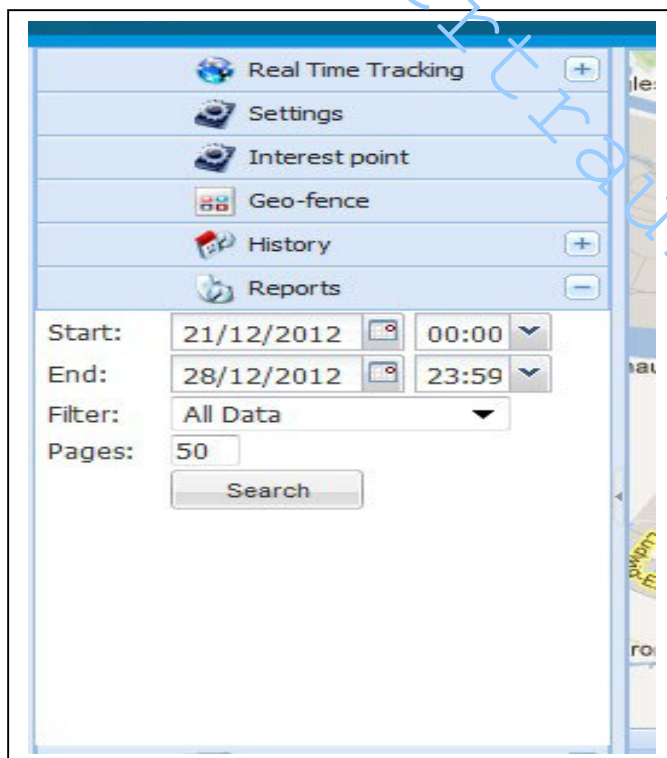 Real Time Tracking
Settings
Interest point
Geo-fence
History
Reports
Start: 21/12/2012 00:00
End: 28/12/2012 23:59
Filter: All Data
Pages: 50
Search